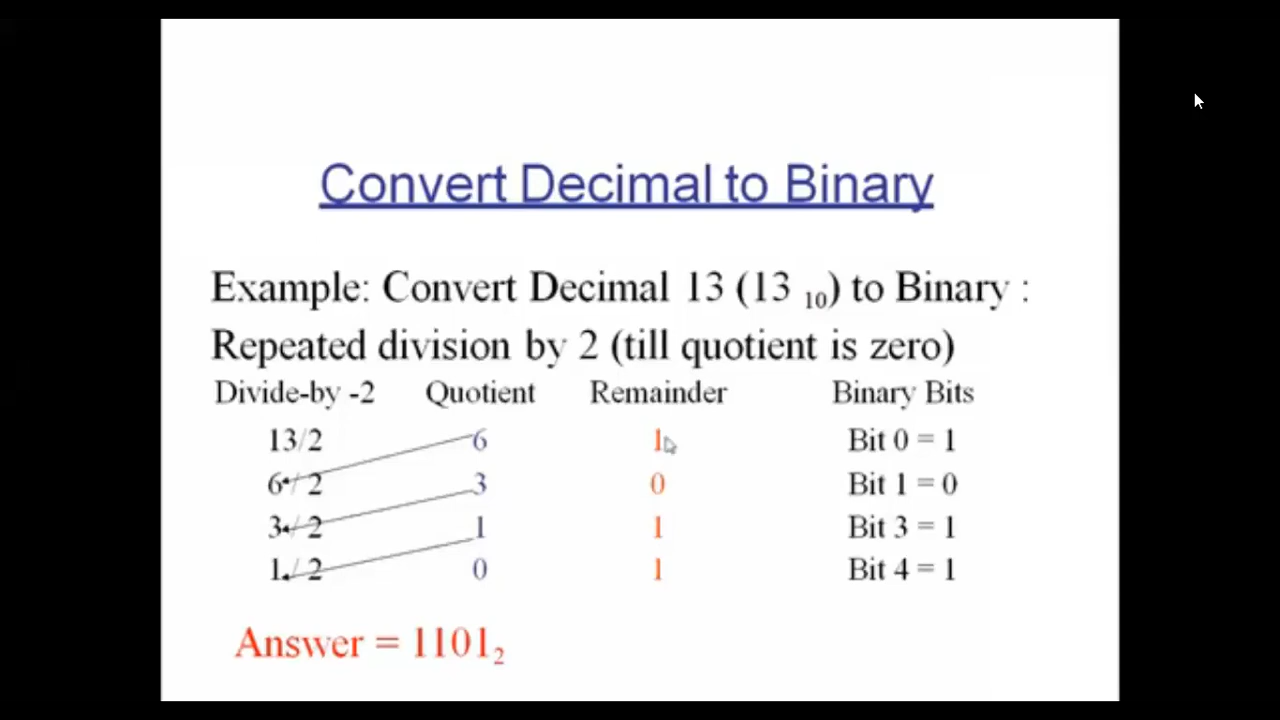 Convert Decimal to Binary
Example: Convert Decimal 13 (13 10) to Binary :
Repeated division by 2 (till quotient is zero)
Divide-by -2 Quotient Remainder Binary Bits
13/2 6 1 Bit 0 = 1
6 / 2 3 0 Bit 1 = 0
3 / 2 1 1 Bit 3 = 1
1 / 2 0 1 Bit 4 = 1
Answer = 1101₂